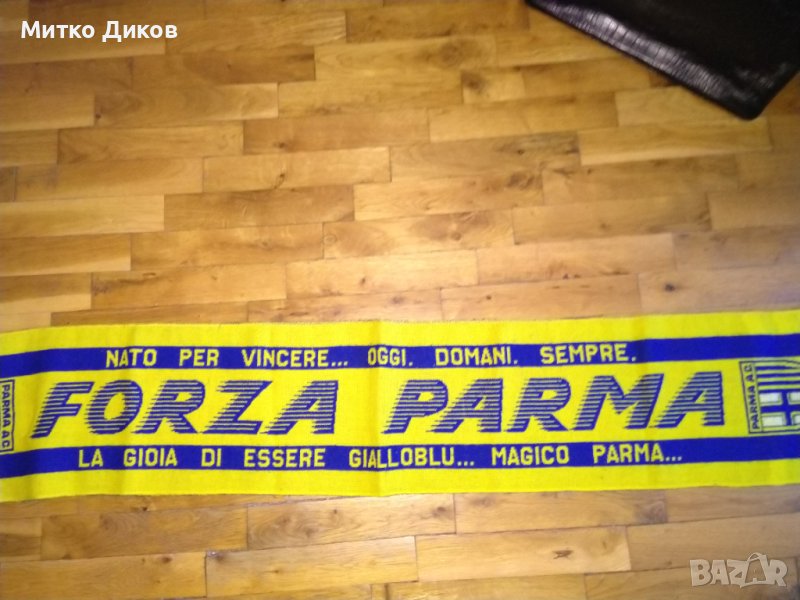 Митко Диков
NATO PER VINCERE... OGGI. DOMANI. SEMPRE.
PARMA AC
FORZA PARMA
PARMA A.C.
LA GIOIA DI ESSERE GIALLOBLU... MAGICO PARMA...
BAZAR